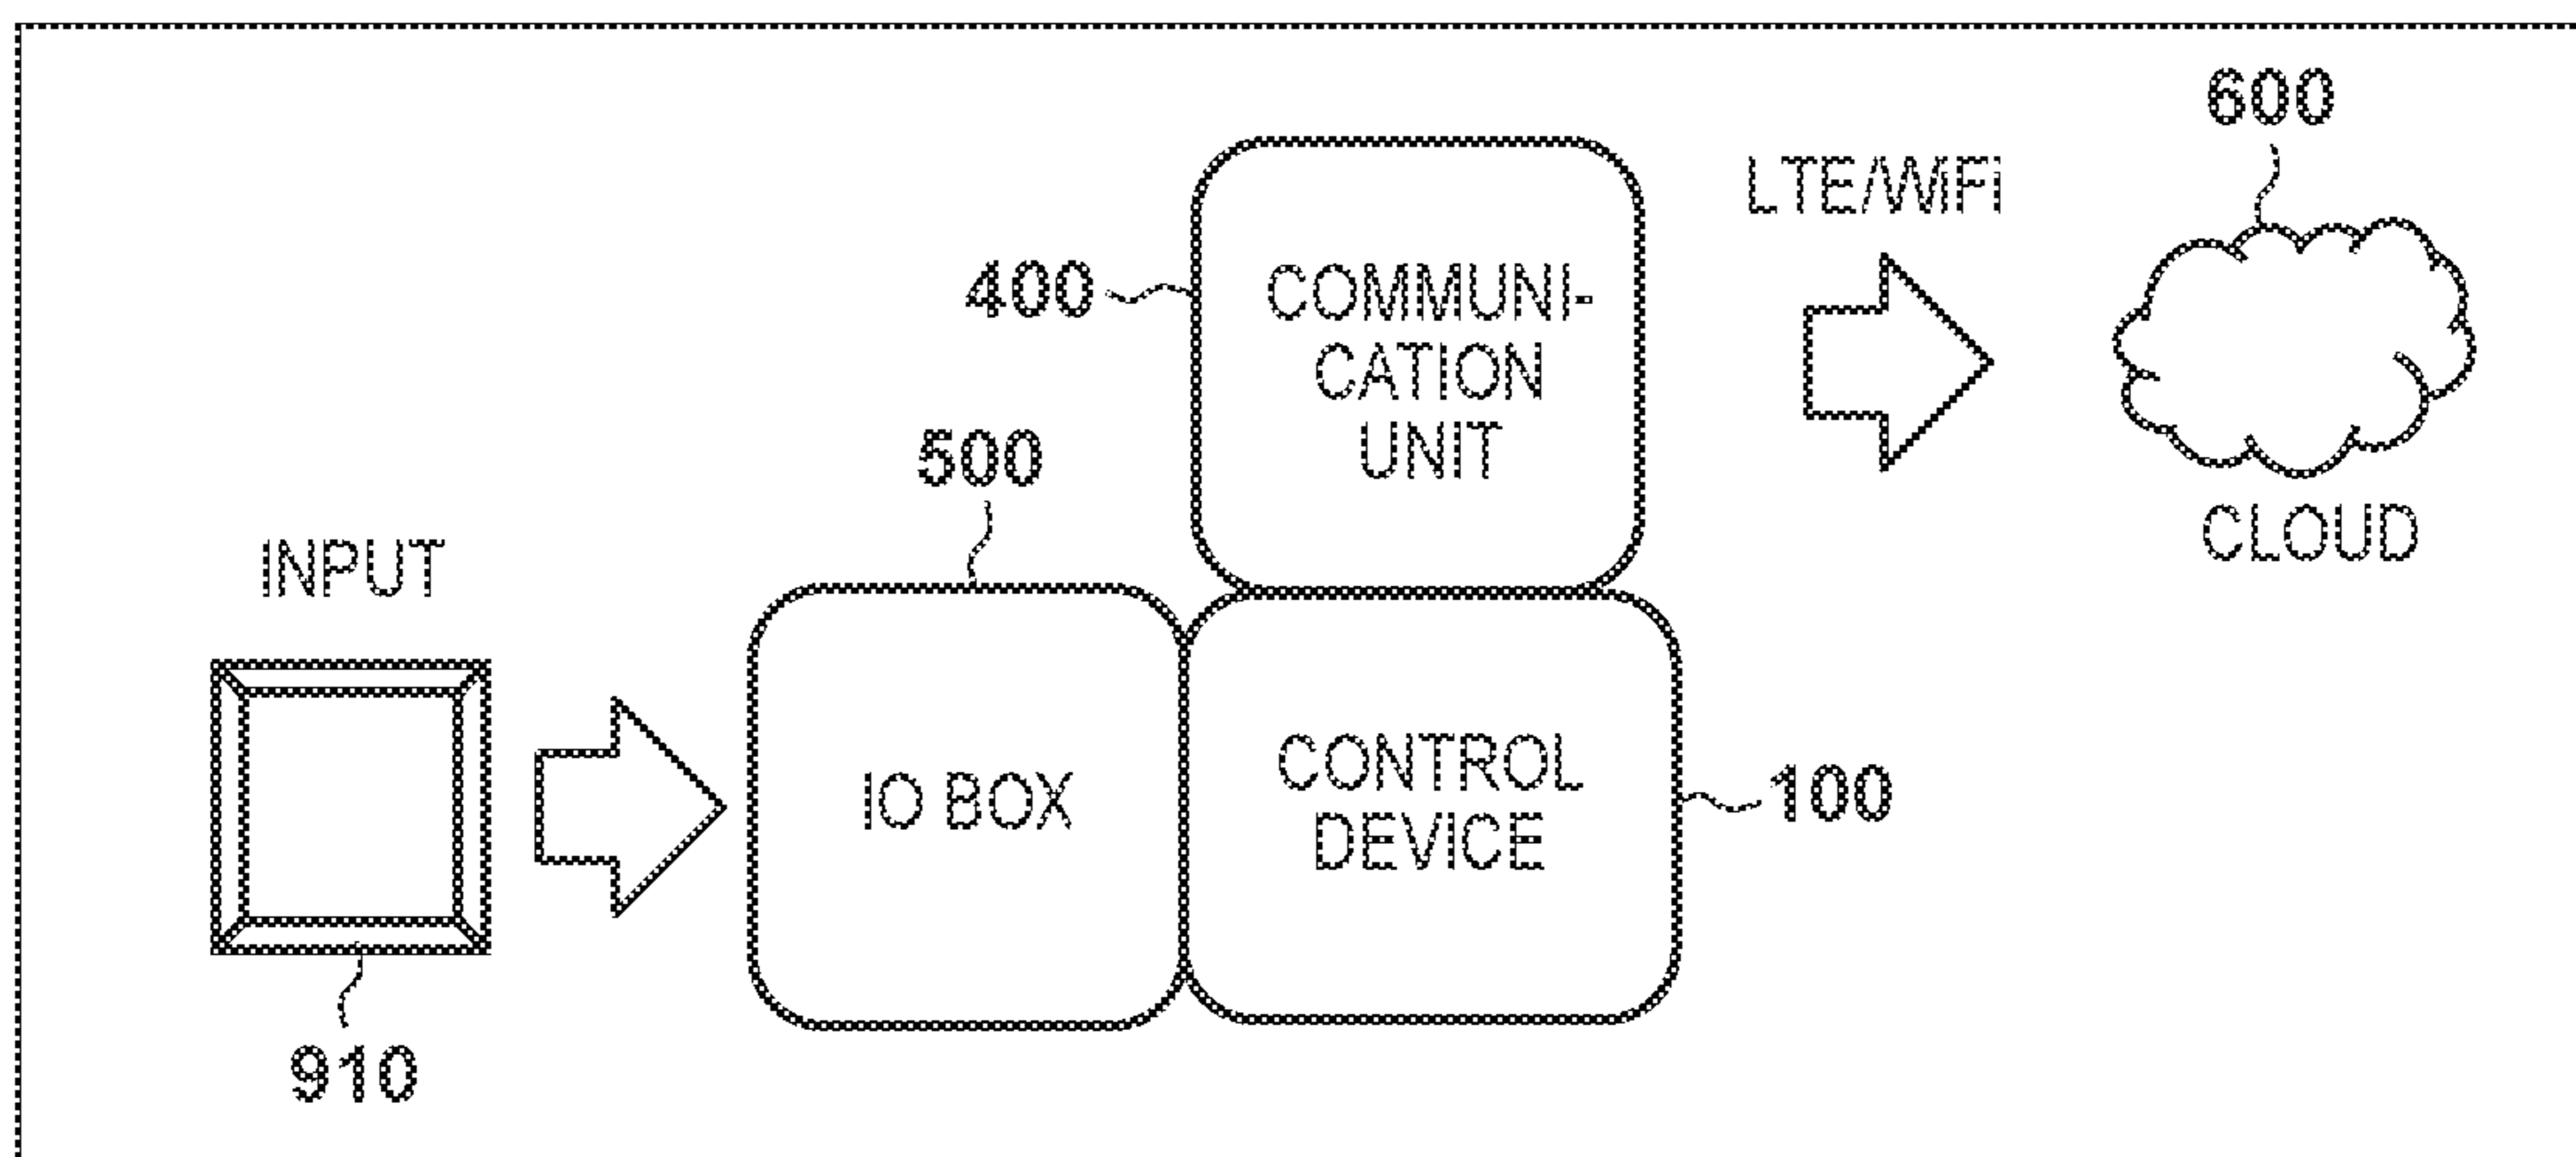 600
LTE/WiFi
400
COMMUNI-
CATION
UNIT
500
CLOUD
INPUT
IO BOX
CONTROL
DEVICE
100
910